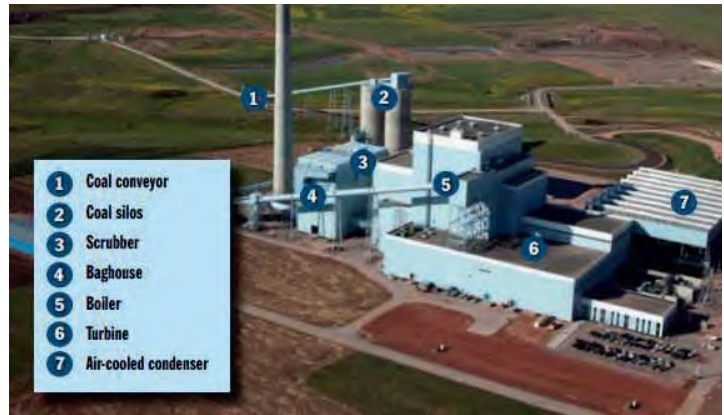 1
2
3
4
5
6
7
1 Coal conveyor
2 Coal silos
3 Scrubber
4 Baghouse
5 Boiler
6 Turbine
7 Air-cooled condenser